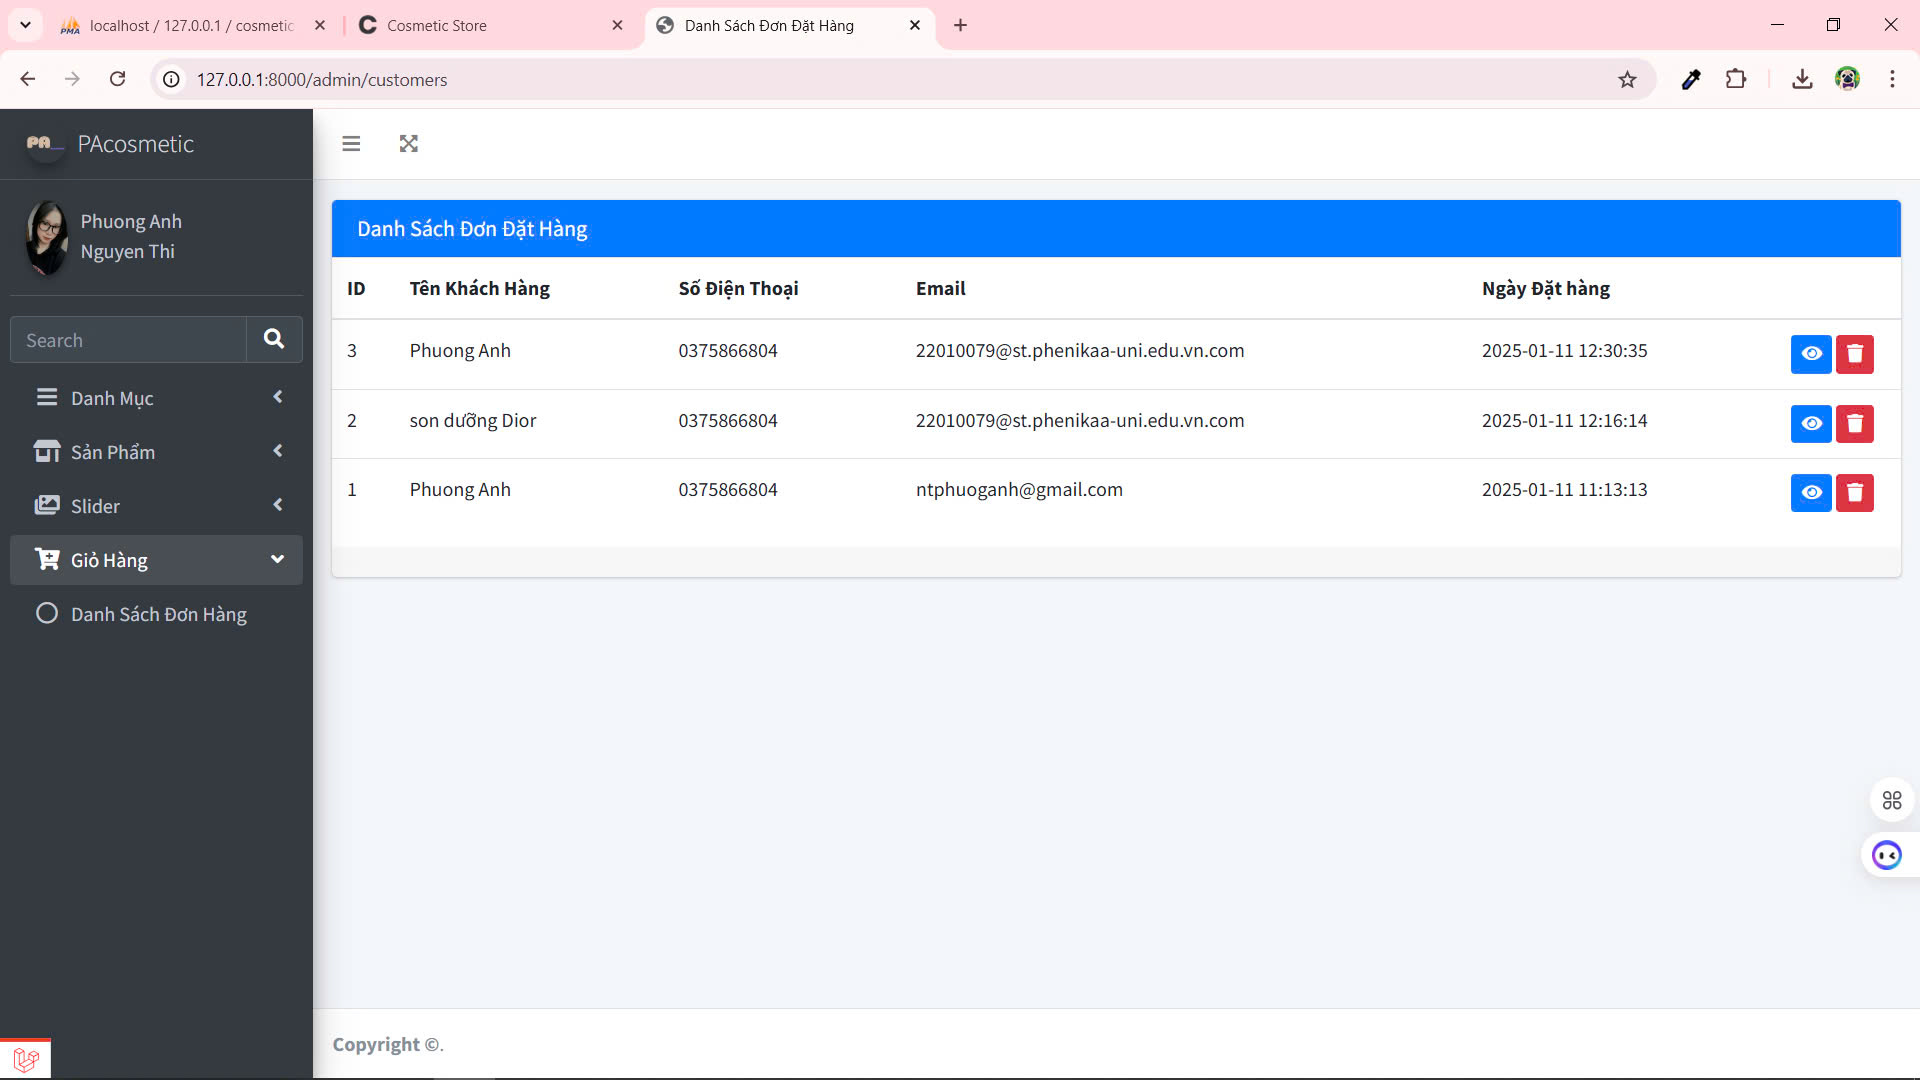 localhost / 127.0.0.1 / cosmetic
Cosmetic Store
Danh Sách Đơn Đặt Hàng
127.0.0.1:8000/admin/customers
PA
PAcosmetic
Phuong Anh
Nguyen Thi
Search
Danh Mục
Sản Phẩm
Slider
Giỏ Hàng
Danh Sách Đơn Hàng
Danh Sách Đơn Đặt Hàng
ID Tên Khách Hàng Số Điện Thoại Email Ngày Đặt hàng
3 Phuong Anh 0375866804 22010079@st.phenikaa-uni.edu.vn.com 2025-01-11 12:30:35
2 son dưỡng Dior 0375866804 22010079@st.phenikaa-uni.edu.vn.com 2025-01-11 12:16:14
1 Phuong Anh 0375866804 ntphuoganh@gmail.com 2025-01-11 11:13:13
Copyright ©.